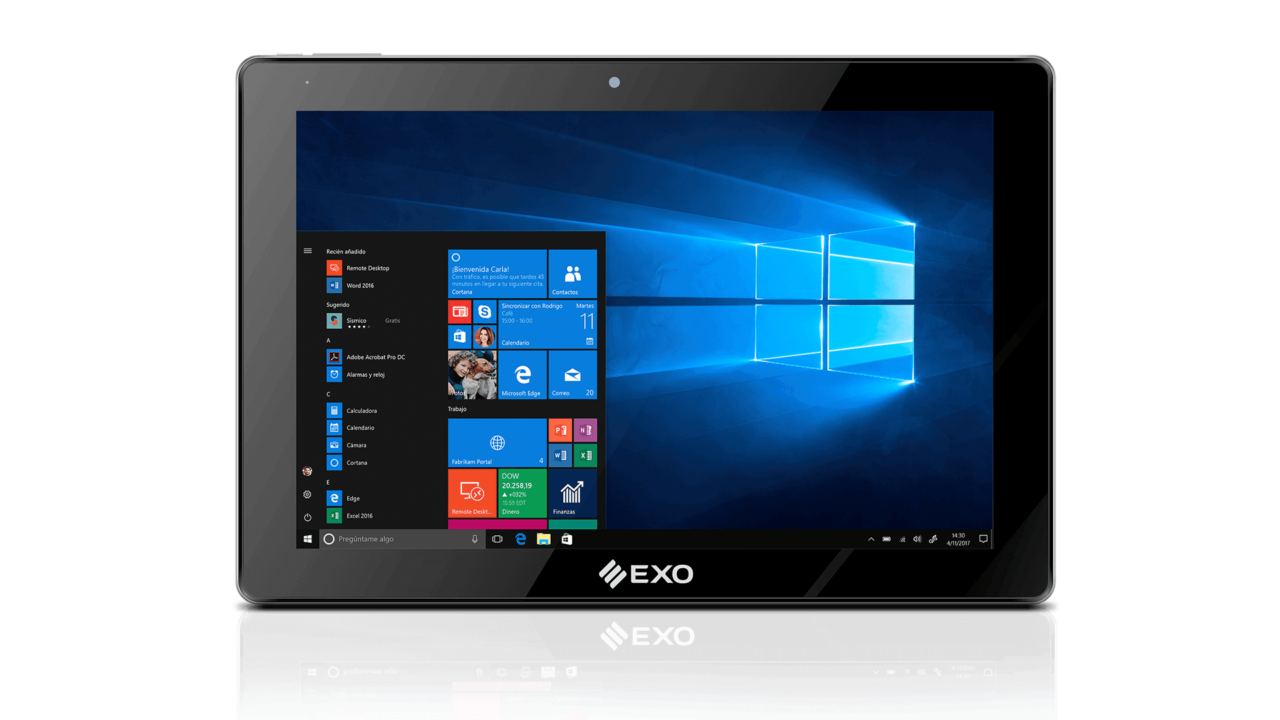 Recién añadido
Remote Desktop
Word 2016
Sugerido
Sísmico Gratis
A
Adobe Acrobat Pro DC
Alarmas y reloj
C
Calculadora
Calendario
Cámara
Cortana
E
Edge
Excel 2016
¡Bienvenida Carla!
Con tráfico, es posible que tardes 45
minutos en llegar a tu siguiente cita.
Cortana
Contactos
Sincronizar con Rodrigo
Café
15:00 - 16:00
Martes
11
Calendario
Microsoft Edge
Correo 20
Trabajo
Fabrikam Portal 4
Remote Deskt...
DOW
20.258,19
▲ +032%
15:59 EDT
Dinero
Finanzas
Pregúntame algo
14:30
4/11/2017
EXO
EXO